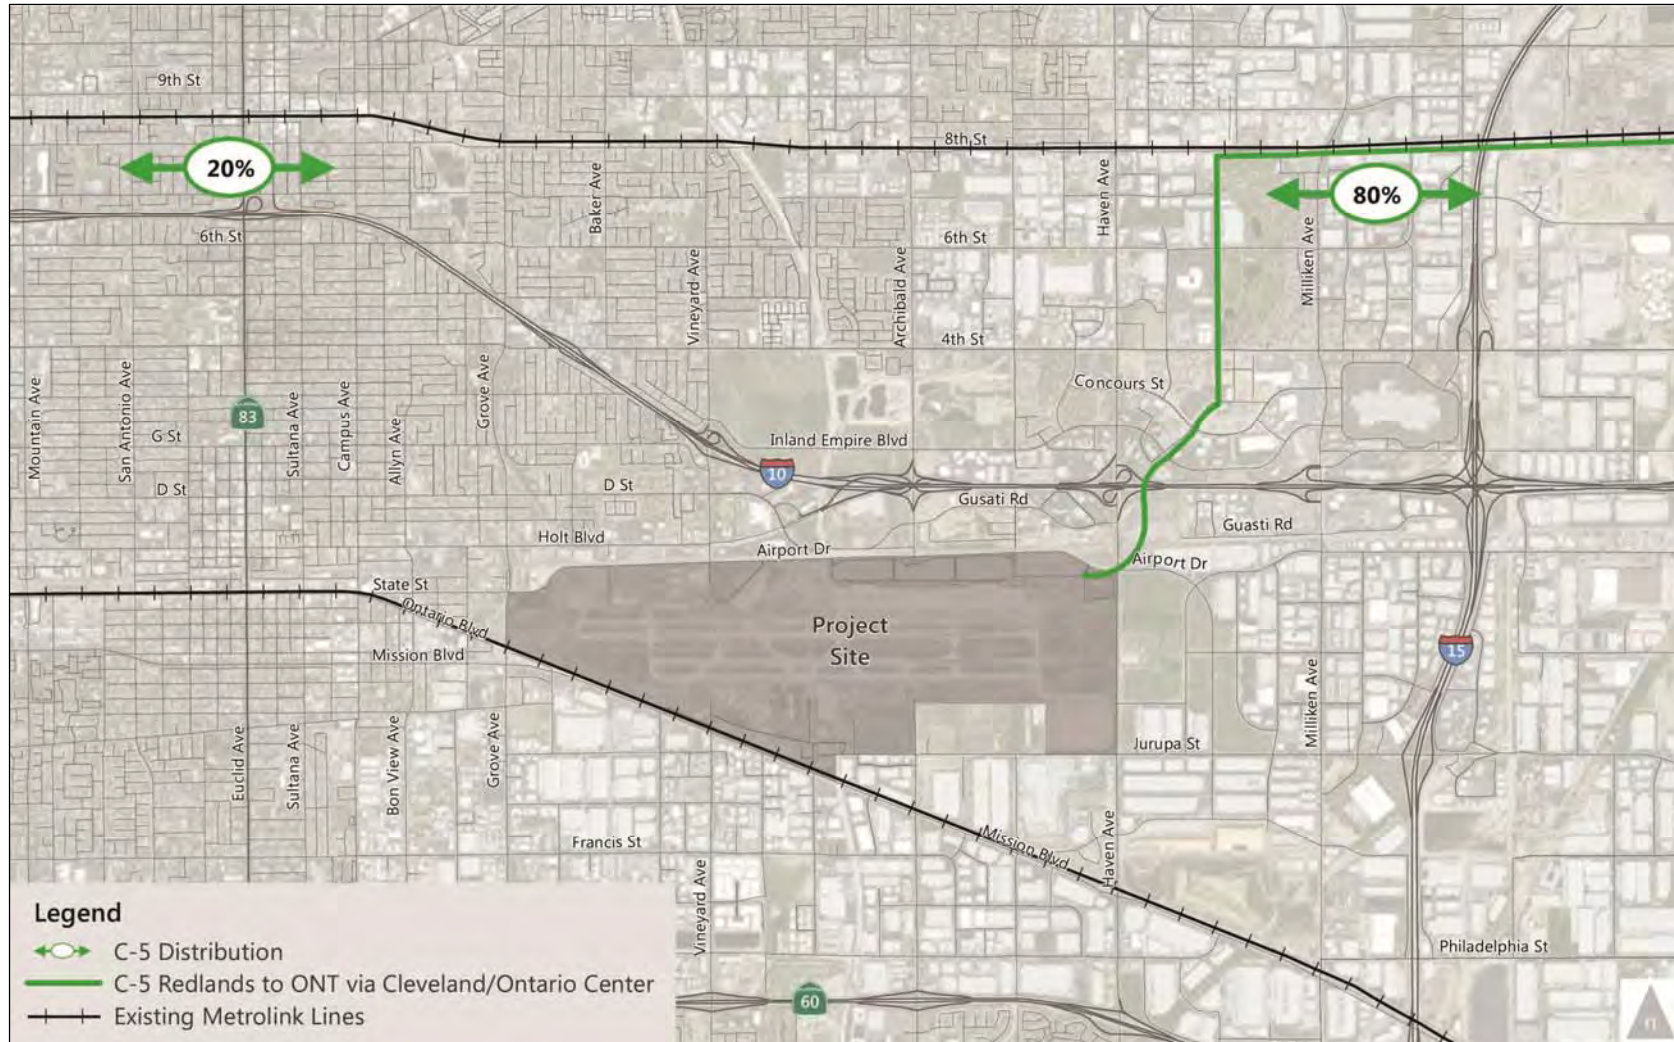 9th St
8th St
20%
80%
6th St
Baker Ave
Haven Ave
6th St
Vineyard Ave
Archibald Ave
Milliken Ave
4th St
Mountain Ave
San Antonio Ave
83
Sultana Ave
Campus Ave
Allyn Ave
Grove Ave
Concours St
G St
Inland Empire Blvd
D St
D St
10
Gusati Rd
Guasti Rd
Holt Blvd
Airport Dr
Airport Dr
State St
Ontario Blvd
Mission Blvd
Project
Site
15
Euclid Ave
Sultana Ave
Bon View Ave
Grove Ave
Jurupa St
Milliken Ave
Francis St
Mission Blvd
Haven Ave
Vineyard Ave
Philadelphia St
60
Legend
C-5 Distribution
C-5 Redlands to ONT via Cleveland/Ontario Center
Existing Metrolink Lines
n